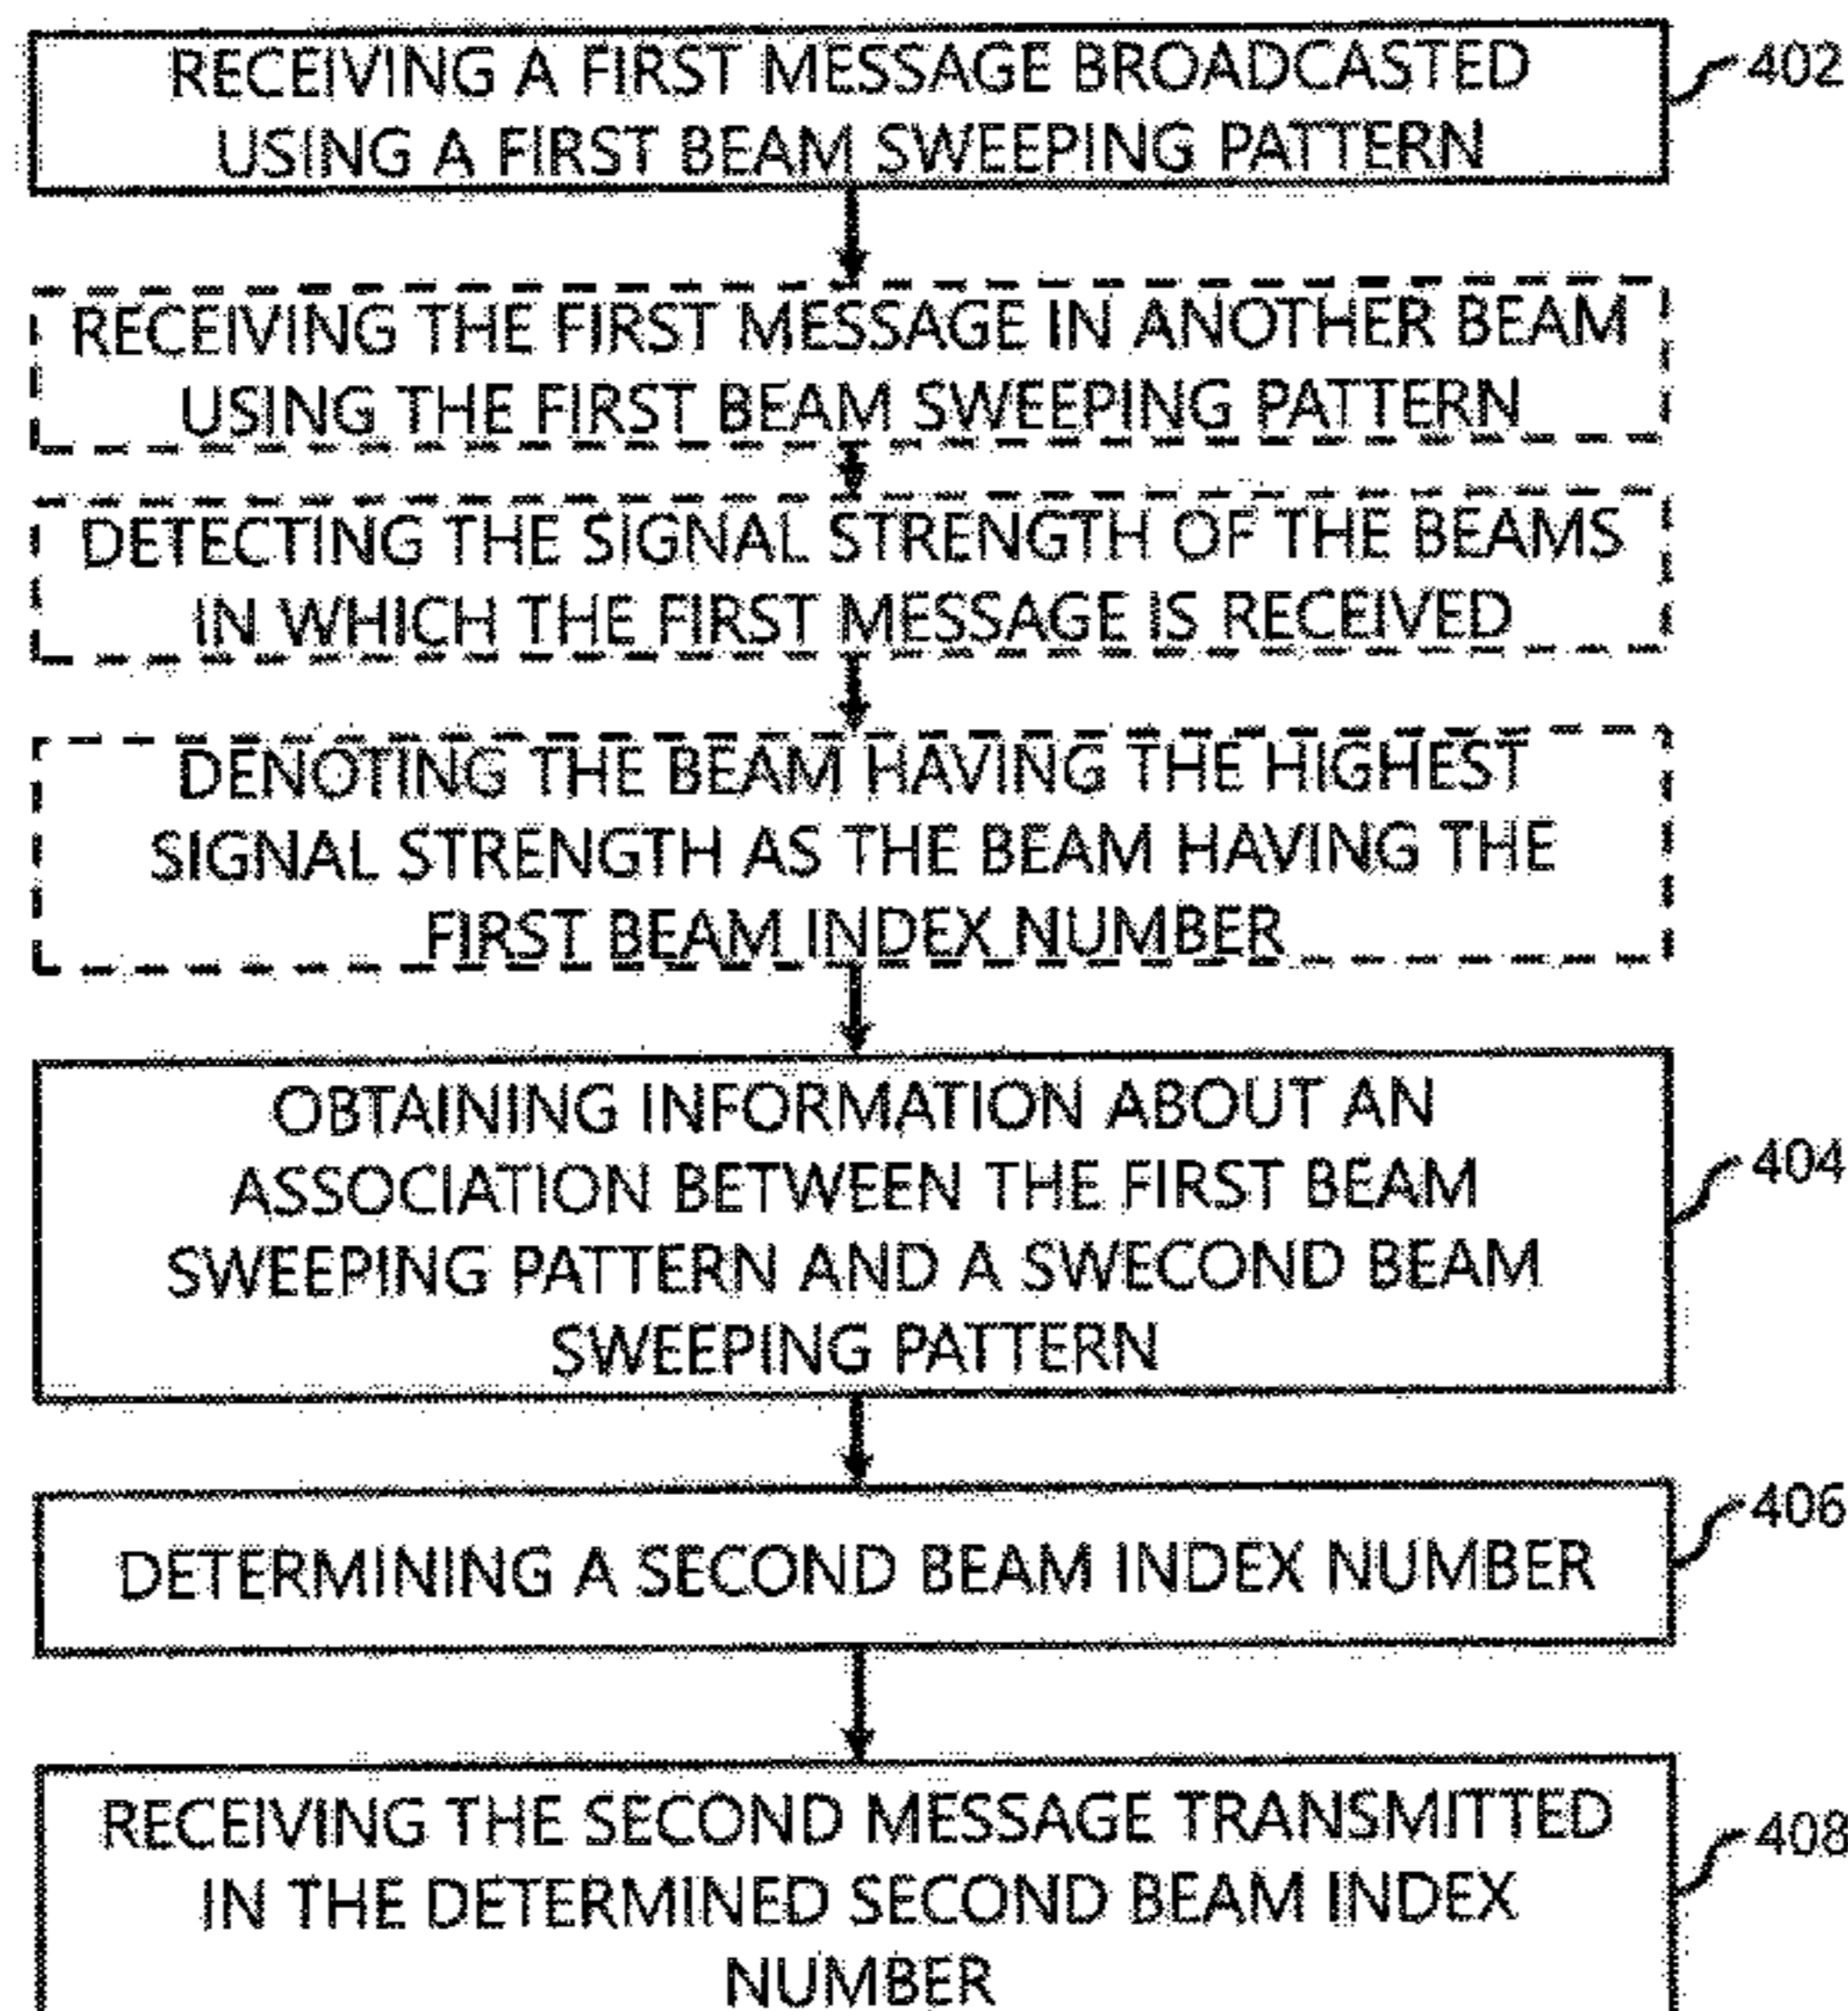 RECEIVING A FIRST MESSAGE BROADCASTED
USING A FIRST BEAM SWEEPING PATTERN
402
RECEIVING THE FIRST MESSAGE IN ANOTHER BEAM
USING THE FIRST BEAM SWEEPING PATTERN
DETECTING THE SIGNAL STRENGTH OF THE BEAMS
IN WHICH THE FIRST MESSAGE IS RECEIVED
DENOTING THE BEAM HAVING THE HIGHEST
SIGNAL STRENGTH AS THE BEAM HAVING THE
FIRST BEAM INDEX NUMBER
OBTAINING INFORMATION ABOUT AN
ASSOCIATION BETWEEN THE FIRST BEAM
SWEEPING PATTERN AND A SWECOND BEAM
SWEEPING PATTERN
404
DETERMINING A SECOND BEAM INDEX NUMBER
406
RECEIVING THE SECOND MESSAGE TRANSMITTED
IN THE DETERMINED SECOND BEAM INDEX
NUMBER
408